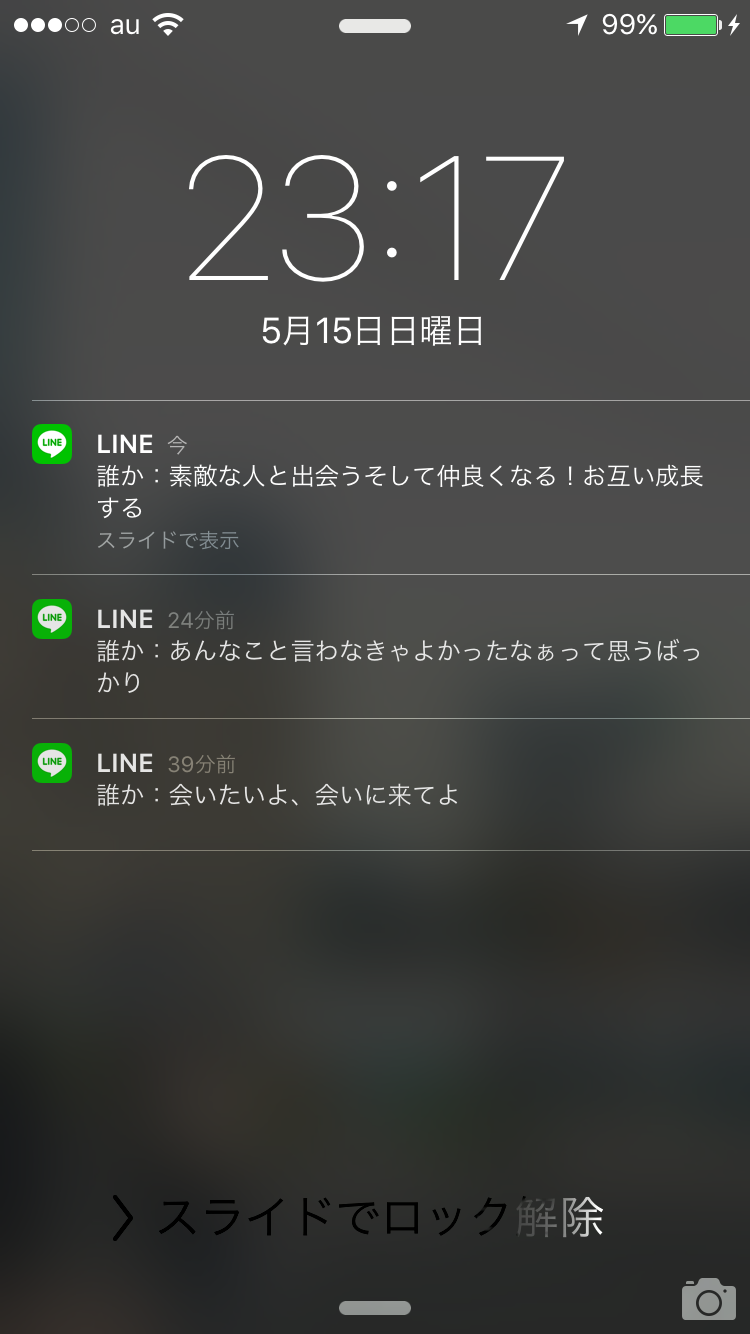 au 99%
23:17
5月15日日曜日
LINE 今
誰か：素敵な人と出会うそして仲良くなる！お互い成長
する
スライドで表示
LINE 24分前
誰か：あんなこと言わなきゃよかったなぁって思うばっ
かり
LINE 39分前
誰か：会いたいよ、会いに来てよ
スライドでロック解除